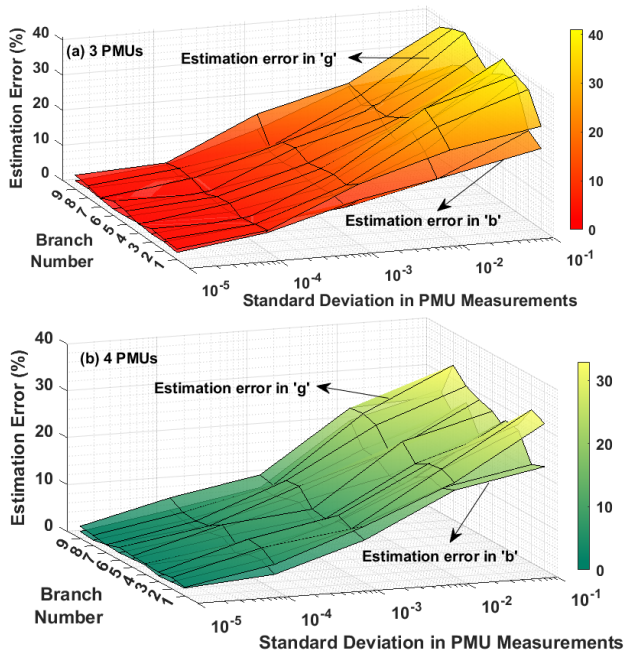 (a) 3 PMUs
Estimation error in 'g'
Estimation error in 'b'
Estimation Error (%)
40
30
20
10
0
9 8 7 6 5 4 3 2 1
Branch
Number
10-5
10-4
10-3
10-2
10-1
Standard Deviation in PMU Measurements
40
30
20
10
0
(b) 4 PMUs
Estimation error in 'g'
Estimation error in 'b'
Estimation Error (%)
40
30
20
10
0
9 8 7 6 5 4 3 2 1
Branch
Number
10-5
10-4
10-3
10-2
10-1
Standard Deviation in PMU Measurements
30
20
10
0